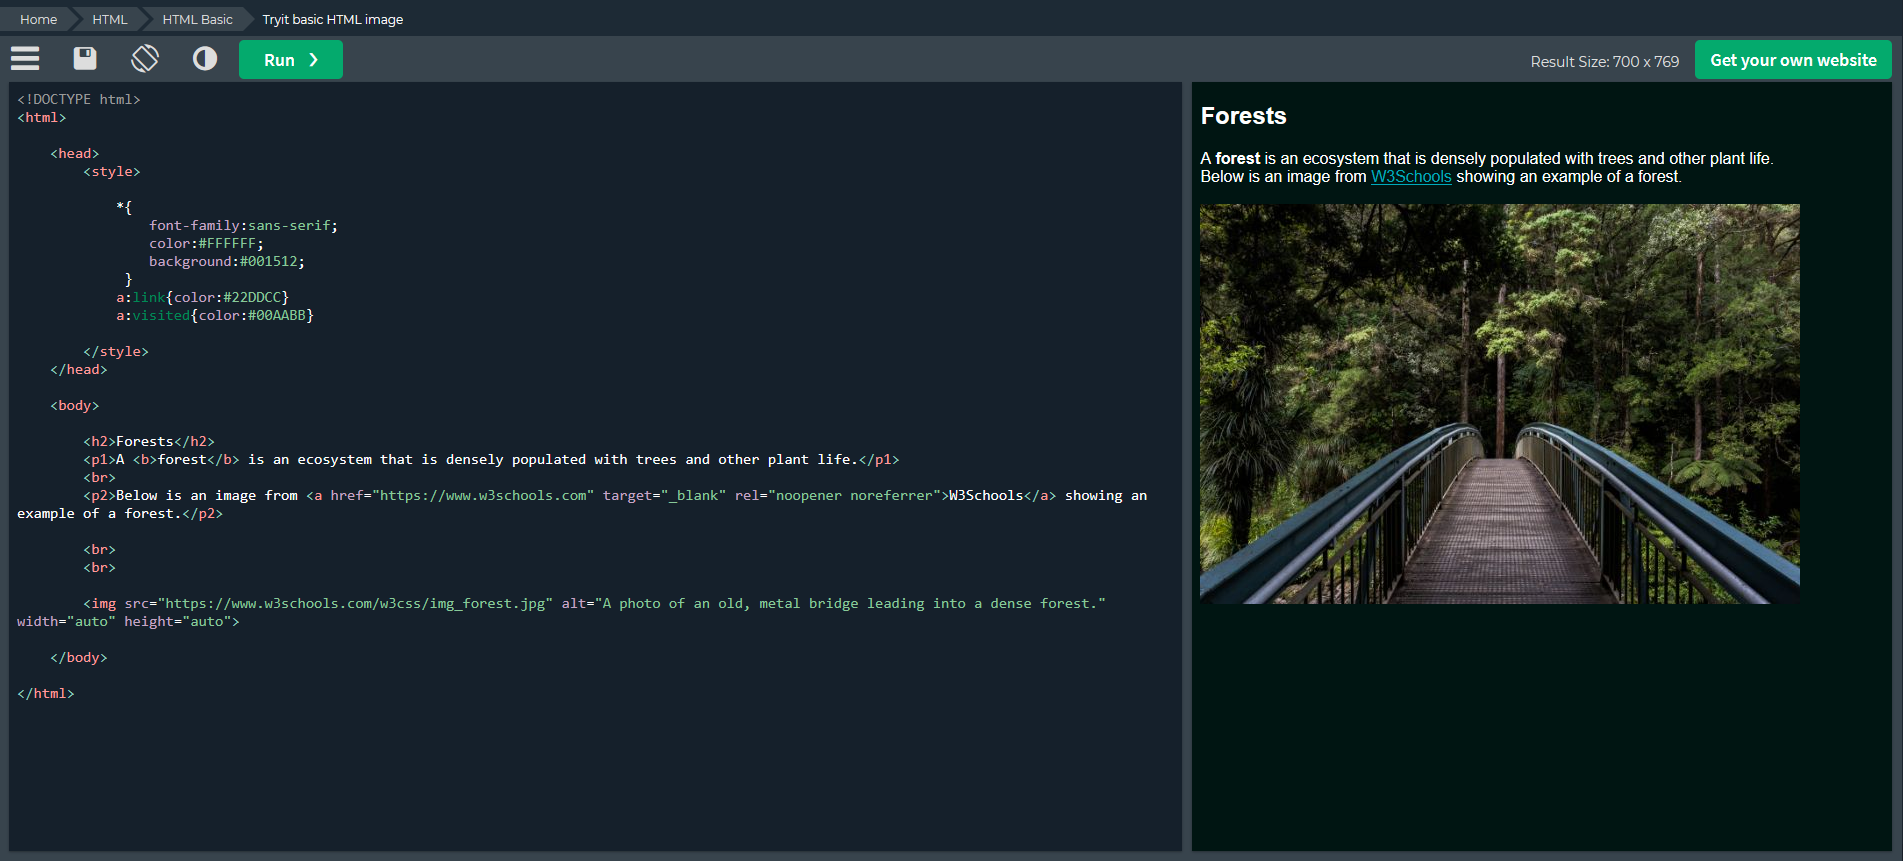 Home HTML HTML Basic Tryit basic HTML image
Run ❯ Result Size: 700 x 769 Get your own website
<!DOCTYPE html>
<html>
<head>
<style>
*{
font-family:sans-serif;
color:#FFFFFF;
background:#001512;
}
a:link{color:#22DDCC}
a:visited{color:#00AABB}
</style>
</head>
<body>
<h2>Forests</h2>
<p1>A <b>forest</b> is an ecosystem that is densely populated with trees and other plant life.</p1>
<br>
<p2>Below is an image from <a href="https://www.w3schools.com" target="_blank" rel="noopener noreferrer">W3Schools</a> showing an
example of a forest.</p2>
<br>
<br>
<img src="https://www.w3schools.com/w3css/img_forest.jpg" alt="A photo of an old, metal bridge leading into a dense forest."
width="auto" height="auto">
</body>
</html>
Forests
A forest is an ecosystem that is densely populated with trees and other plant life.
Below is an image from W3Schools showing an example of a forest.